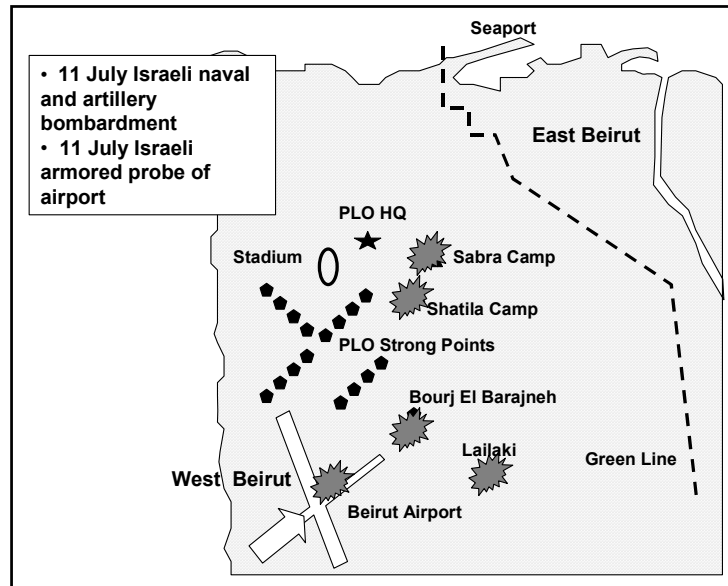 Seaport
• 11 July Israeli naval
and artillery
bombardment
• 11 July Israeli
armored probe of
airport
East Beirut
PLO HQ
Stadium
Sabra Camp
Shatila Camp
PLO Strong Points
Bourj El Barajneh
Lailaki
Green Line
West Beirut
Beirut Airport